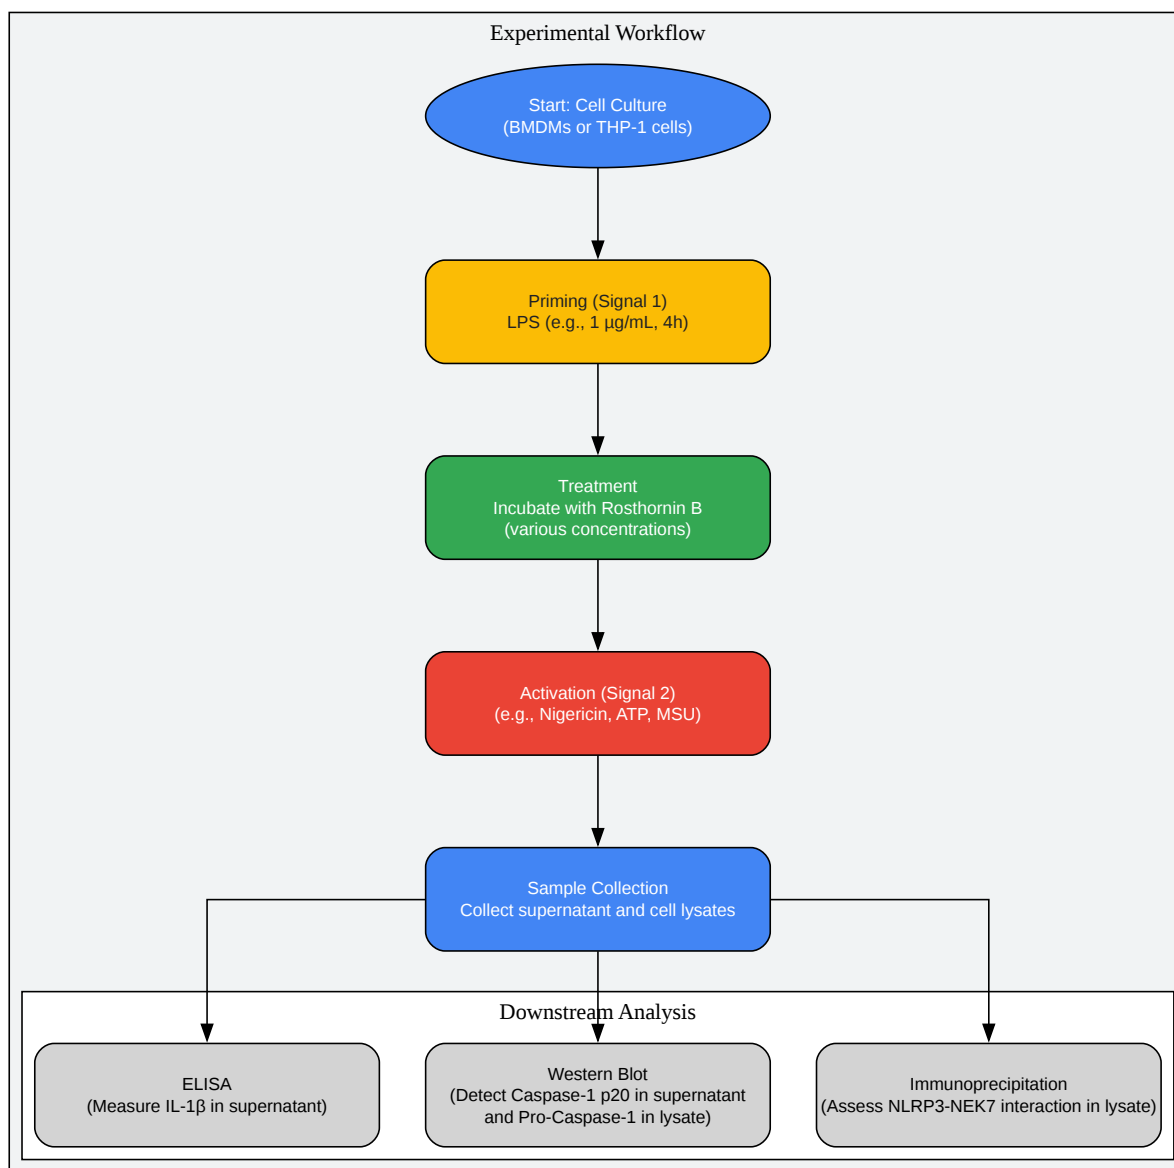 Experimental Workflow
Start: Cell Culture
(BMDMs or THP-1 cells)
Priming (Signal 1)
LPS (e.g., 1 µg/mL, 4h)
Treatment
Incubate with Rosthornin B
(various concentrations)
Activation (Signal 2)
(e.g., Nigericin, ATP, MSU)
Sample Collection
Collect supernatant and cell lysates
Downstream Analysis
ELISA
(Measure IL-1β in supernatant)
Western Blot
(Detect Caspase-1 p20 in supernatant
and Pro-Caspase-1 in lysate)
Immunoprecipitation
(Assess NLRP3-NEK7 interaction in lysate)